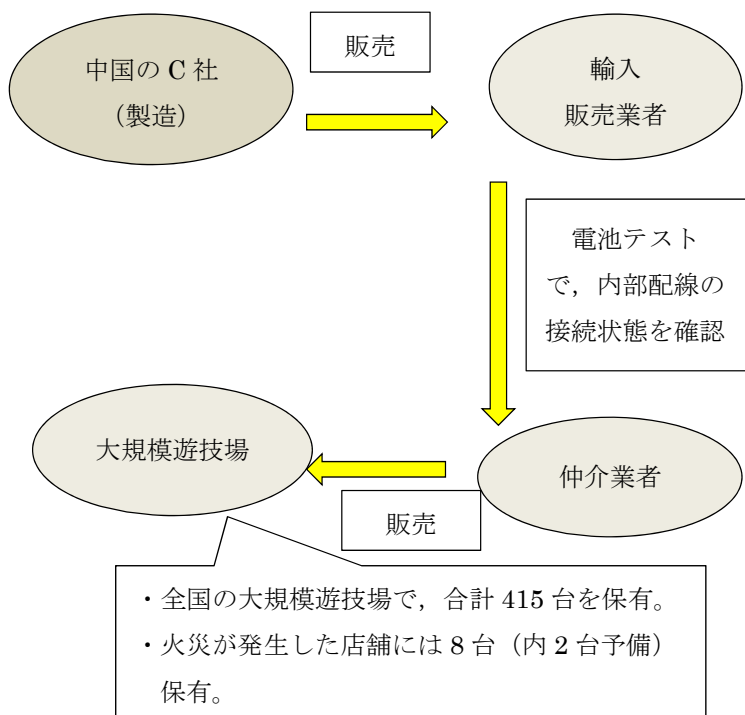 中国の C 社
（製造）
販売
輸入
販売業者
電池テスト
で，内部配線の
接続状態を確認
大規模遊技場
販売
仲介業者
・全国の大規模遊技場で，合計 415 台を保有。
・火災が発生した店舗には 8 台（内 2 台予備）
保有。